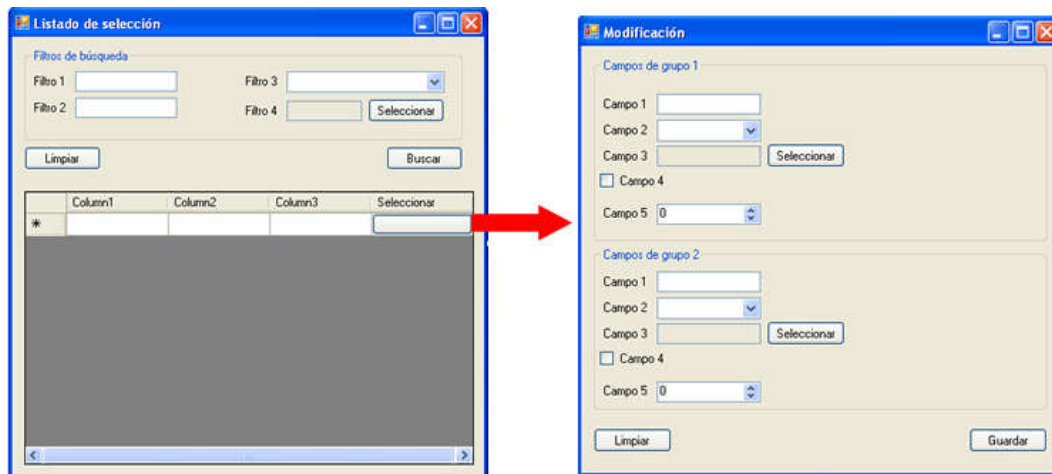 Listado de selección
Filtros de búsqueda
Filtro 1
Filtro 3
Filtro 2
Filtro 4
Seleccionar
Limpiar
Buscar
Column1 Column2 Column3 Seleccionar
Modificación
Campos de grupo 1
Campo 1
Campo 2
Campo 3
Seleccionar
Campo 4
Campo 5 0
Campos de grupo 2
Campo 1
Campo 2
Campo 3
Seleccionar
Campo 4
Campo 5 0
Limpiar
Guardar